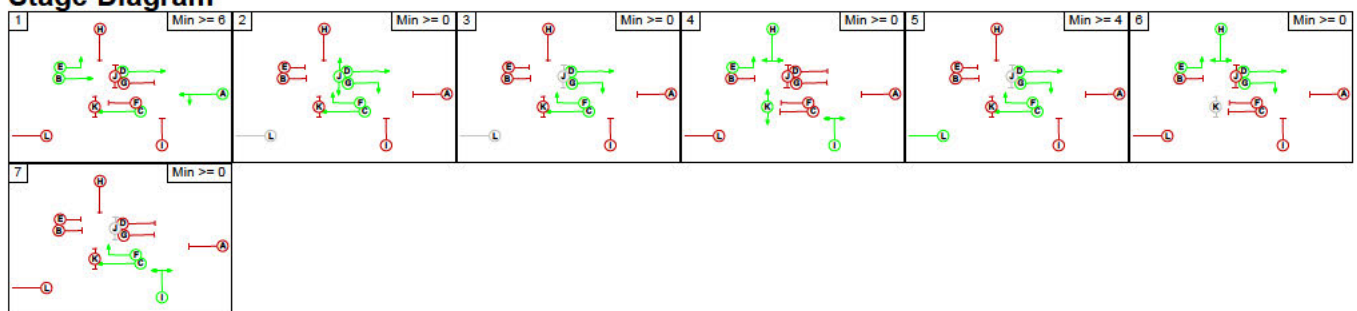 Stage Diagram
1 Min >= 6
H
E J D
B G
A
K F
C
L I
2 Min >= 0
H
E J D
B G
A
K F
C
L I
3 Min >= 0
H
E J D
B G
A
K F
C
L I
4 Min >= 0
H
E J D
B G
A
K F
C
L I
5 Min >= 4
H
E J D
B G
A
K F
C
L I
6 Min >= 0
H
E J D
B G
A
K F
C
L I
7 Min >= 0
H
E J D
B G
A
K F
C
L I